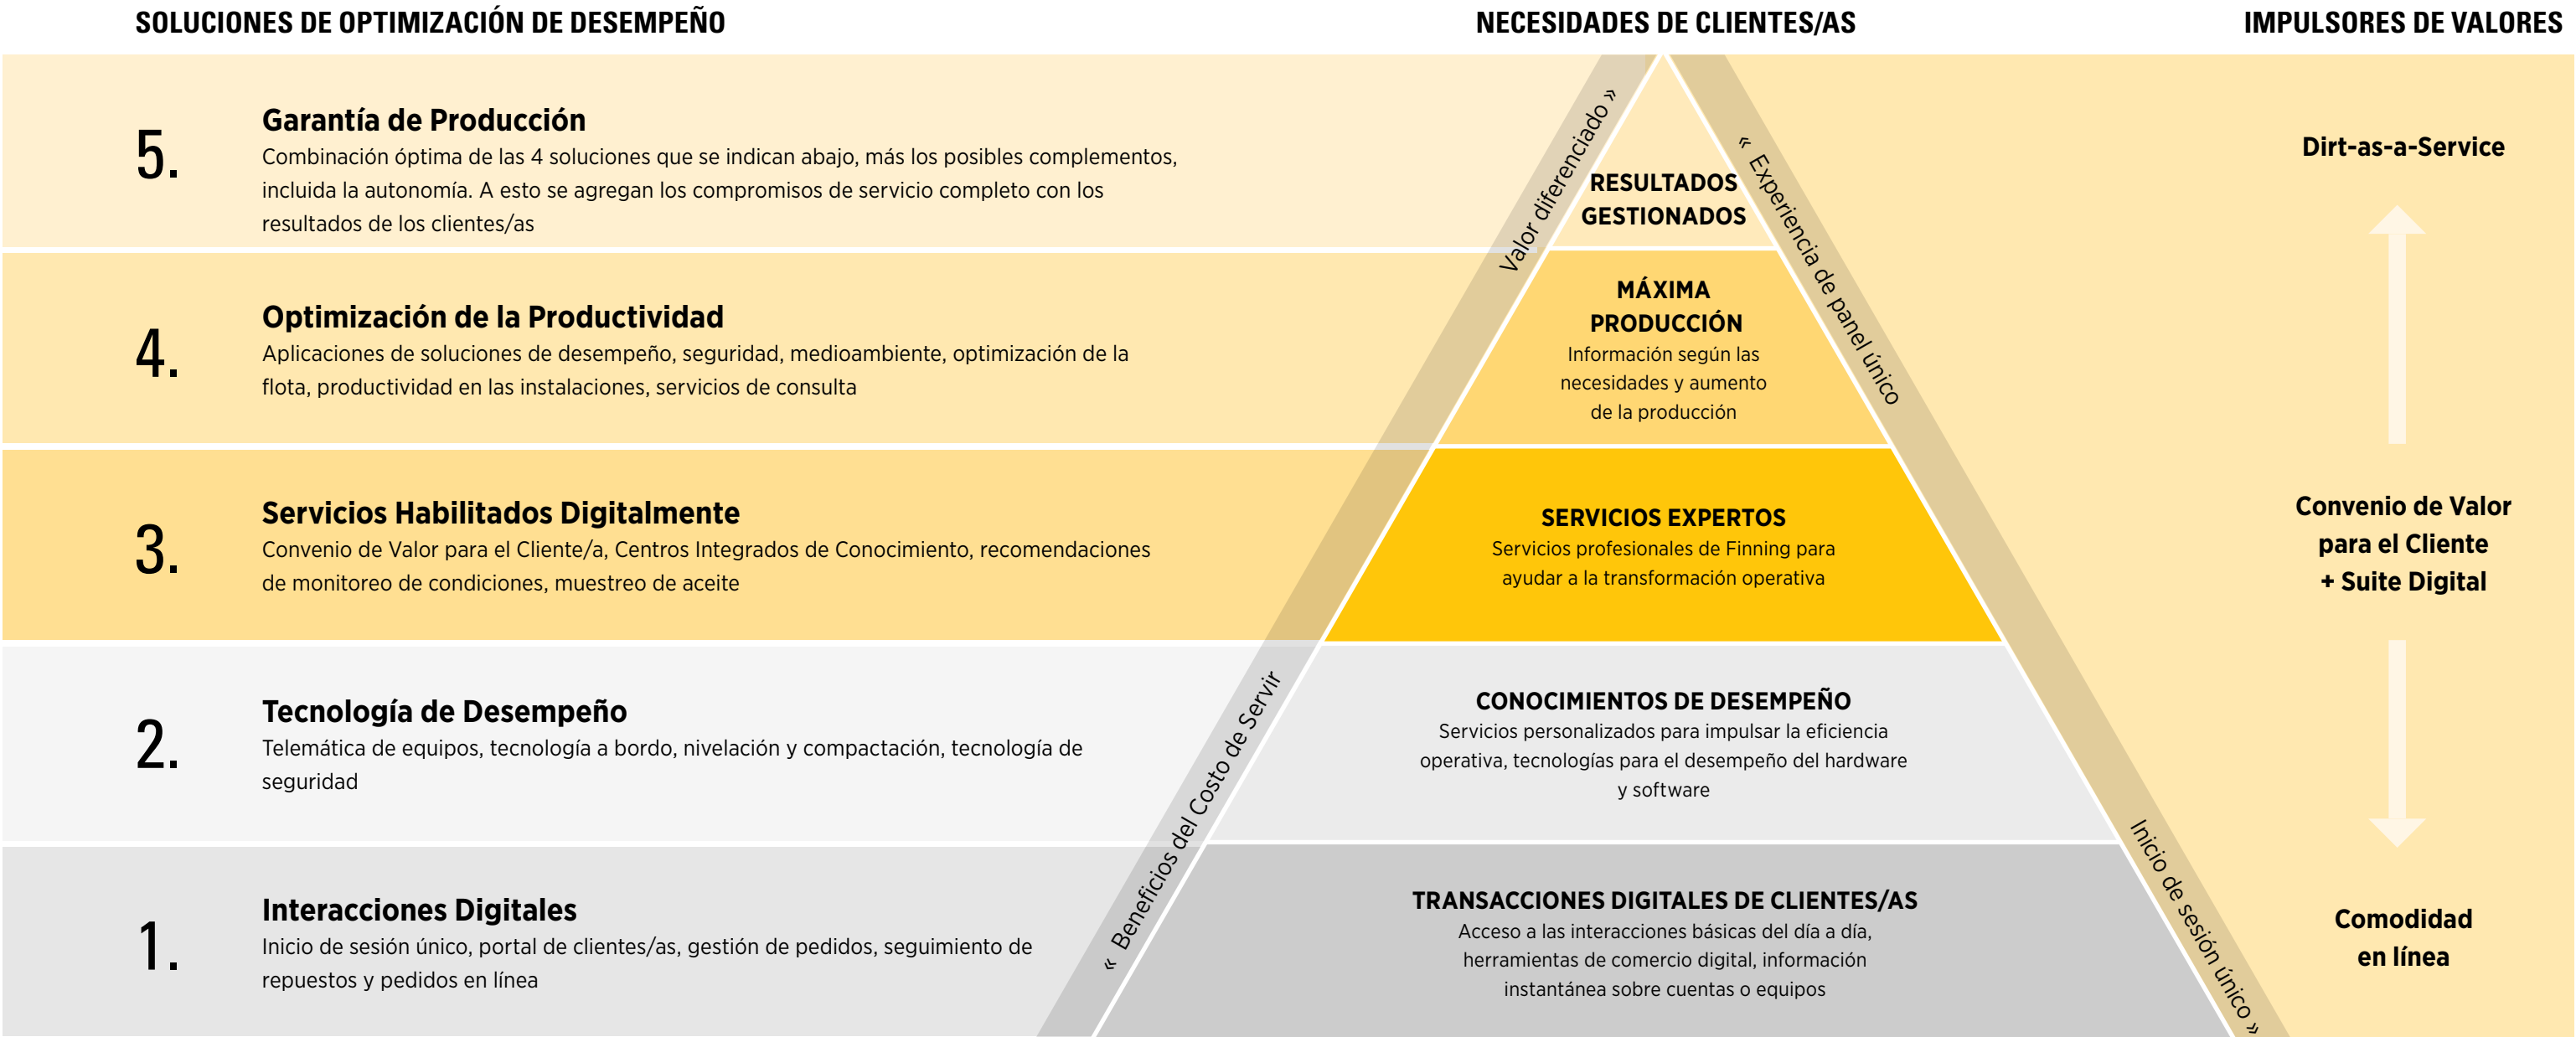 SOLUCIONES DE OPTIMIZACIÓN DE DESEMPEÑO
NECESIDADES DE CLIENTES/AS
IMPULSORES DE VALORES
5.
Garantía de Producción
Combinación óptima de las 4 soluciones que se indican abajo, más los posibles complementos,
incluida la autonomía. A esto se agregan los compromisos de servicio completo con los
resultados de los clientes/as
4.
Optimización de la Productividad
Aplicaciones de soluciones de desempeño, seguridad, medioambiente, optimización de la
flota, productividad en las instalaciones, servicios de consulta
3.
Servicios Habilitados Digitalmente
Convenio de Valor para el Cliente/a, Centros Integrados de Conocimiento, recomendaciones
de monitoreo de condiciones, muestreo de aceite
2.
Tecnología de Desempeño
Telemática de equipos, tecnología a bordo, nivelación y compactación, tecnología de
seguridad
1.
Interacciones Digitales
Inicio de sesión único, portal de clientes/as, gestión de pedidos, seguimiento de
repuestos y pedidos en línea
Valor diferenciado »
« Beneficios del Costo de Servir
RESULTADOS
GESTIONADOS
MÁXIMA
PRODUCCIÓN
Información según las
necesidades y aumento
de la producción
SERVICIOS EXPERTOS
Servicios profesionales de Finning para
ayudar a la transformación operativa
CONOCIMIENTOS DE DESEMPEÑO
Servicios personalizados para impulsar la eficiencia
operativa, tecnologías para el desempeño del hardware
y software
TRANSACCIONES DIGITALES DE CLIENTES/AS
Acceso a las interacciones básicas del día a día,
herramientas de comercio digital, información
instantánea sobre cuentas o equipos
« Experiencia de panel único
Inicio de sesión único »
Dirt-as-a-Service
Convenio de Valor
para el Cliente
+ Suite Digital
Comodidad
en línea